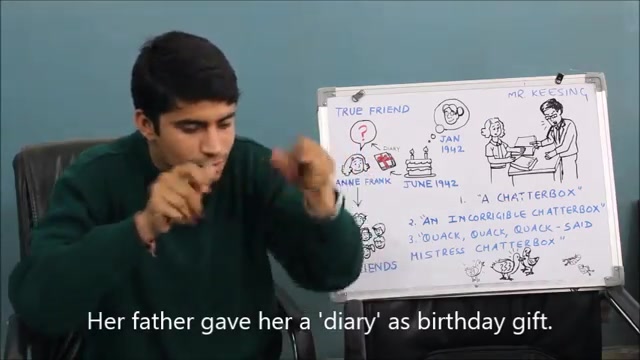 TRUE FRIEND
MR KEESING
?
DIARY
JAN
1942
ANNE FRANK
JUNE 1942
1. "A CHATTERBOX"
2. "AN INCORRIGIBLE CHATTERBOX"
3. "QUACK, QUACK, QUACK - SAID
MISTRESS CHATTERBOX"
Her father gave her a 'diary' as birthday gift.